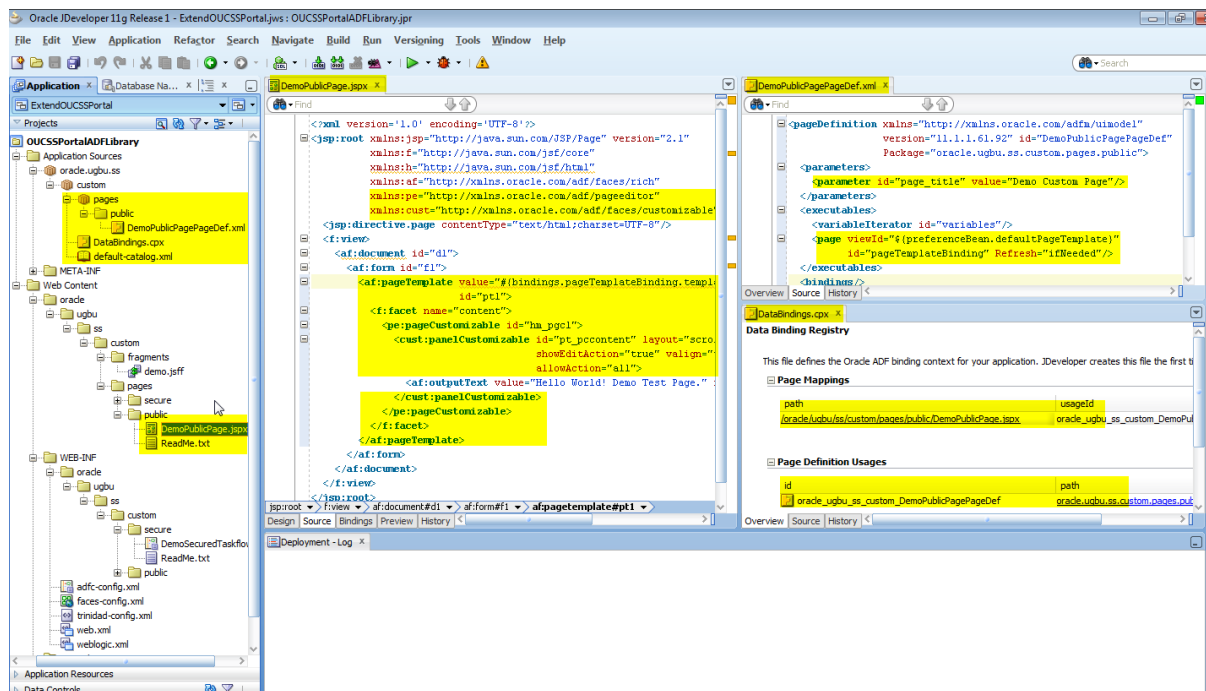 Oracle JDeveloper 11g Release 1 - ExtendOUCSSPortal.jws : OUCSSPortalADFLibrary.jpr
File Edit View Application Refactor Search Navigate Build Run Versioning Tools Window Help
Search
Application
Database Na...
ExtendOUCSSPortal
Projects
OUCSSPortalADFLibrary
Application Sources
oracle.ugbu.ss
custom
pages
public
DemoPublicPagePageDef.xml
DataBindings.cpx
default-catalog.xml
META-INF
Web Content
oracle
ugbu
ss
custom
fragments
demo.jsff
pages
secure
public
DemoPublicPage.jspx
ReadMe.txt
WEB-INF
oracle
ugbu
ss
custom
secure
DemoSecuredTaskflov
ReadMe.txt
public
adfc-config.xml
faces-config.xml
trinidad-config.xml
web.xml
weblogic.xml
Application Resources
Data Controls
DemoPublicPage.jspx
Find
<?xml version='1.0' encoding='UTF-8'?>
<jsp:root xmlns:jsp="http://java.sun.com/JSP/Page" version="2.1"
xmlns:f="http://java.sun.com/jsf/core"
xmlns:h="http://java.sun.com/jsf/html"
xmlns:af="http://xmlns.oracle.com/adf/faces/rich"
xmlns:pe="http://xmlns.oracle.com/adf/pageeditor"
xmlns:cust="http://xmlns.oracle.com/adf/faces/customizable"
<jsp:directive.page contentType="text/html;charset=UTF-8"/>
<f:view>
<af:document id="d1">
<af:form id="f1">
<af:pageTemplate value="#{bindings.pageTemplateBinding.templ
id="pt1">
<f:facet name="content">
<pe:pageCustomizable id="hm_pgc1">
<cust:panelCustomizable id="pt_pccontent" layout="scro
showEditAction="true" valign="
allowAction="all">
<af:outputText value="Hello World! Demo Test Page."
</cust:panelCustomizable>
</pe:pageCustomizable>
</f:facet>
</af:pageTemplate>
</af:form>
</af:document>
</f:view>
</jsp:root>
jsp:root f:view af:document#d1 af:form#f1 af:pagetemplate#pt1
Design Source Bindings Preview History
DemoPublicPagePageDef.xml
Find
<pageDefinition xmlns="http://xmlns.oracle.com/adfm/uimodel"
version="11.1.1.61.92" id="DemoPublicPagePageDef"
Package="oracle.ugbu.ss.custom.pages.public">
<parameters>
<parameter id="page_title" value="Demo Custom Page"/>
</parameters>
<executables>
<variableIterator id="variables"/>
<page viewId="${preferenceBean.defaultPageTemplate}"
id="pageTemplateBinding" Refresh="ifNeeded"/>
</executables>
<bindings/>
Overview Source History
DataBindings.cpx
Data Binding Registry
This file defines the Oracle ADF binding context for your application. JDeveloper creates this file the first ti
Page Mappings
path usageId
/oracle/ugbu/ss/custom/pages/public/DemoPublicPage.jspx oracle_ugbu_ss_custom_DemoPul
Page Definition Usages
id path
oracle_ugbu_ss_custom_DemoPublicPagePageDef oracle.ugbu.ss.custom.pages.pub
Overview Source History
Deployment - Log